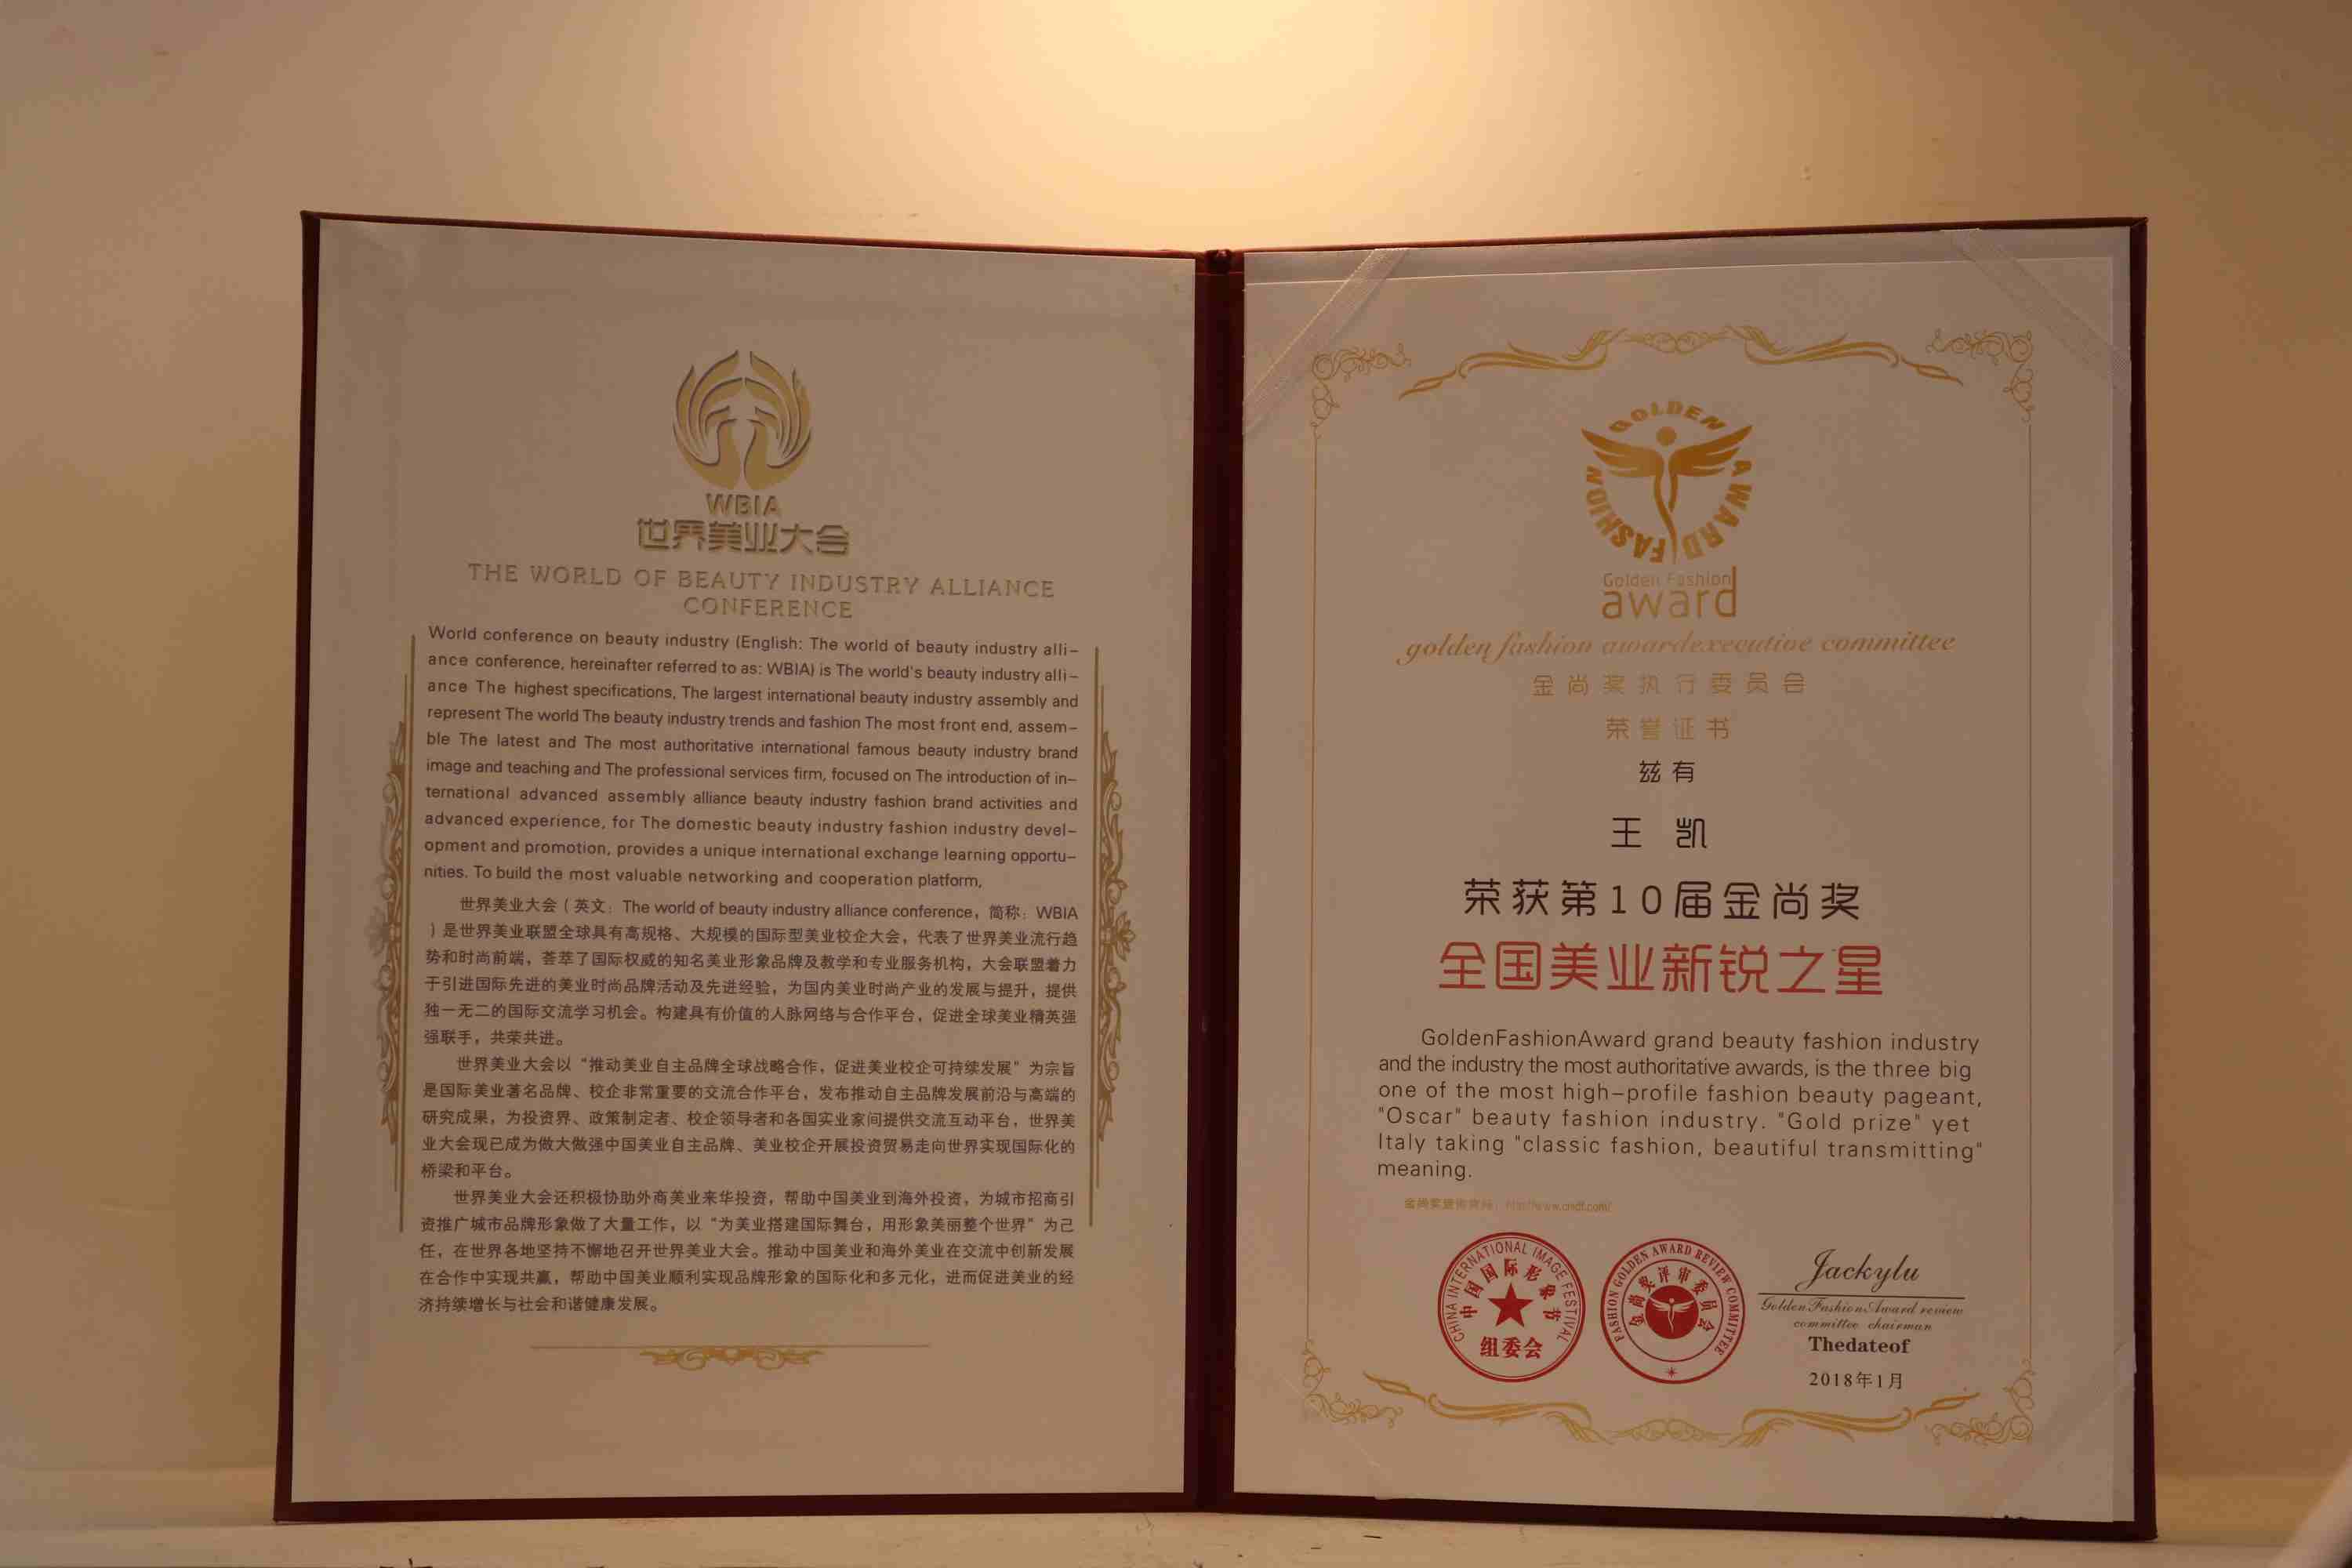 WBIA
世界美业大会
THE WORLD OF BEAUTY INDUSTRY ALLIANCE
CONFERENCE
World conference on beauty industry (English: The world of beauty industry alli-
ance conference, hereinafter referred to as: WBIA) is The world's beauty industry alli-
ance The highest specifications, The largest international beauty industry assembly and
represent The world The beauty industry trends and fashion The most front end, assem-
ble The latest and The most authoritative international famous beauty industry brand
image and teaching and The professional services firm, focused on The introduction of in-
ternational advanced assembly alliance beauty industry fashion brand activities and
advanced experience, for The domestic beauty industry fashion industry devel-
opment and promotion, provides a unique international exchange learning opportu-
nities. To build the most valuable networking and cooperation platform,
世界美业大会（英文：The world of beauty industry alliance conference，简称：WBIA
）是世界美业联盟全球具有高规格、大规模的国际型美业校企大会，代表了世界美业流行趋
势和时尚前端，荟萃了国际权威的知名美业形象品牌及教学和专业服务机构，大会联盟着力
于引进国际先进的美业时尚品牌活动及先进经验，为国内美业时尚产业的发展与提升，提供
独一无二的国际交流学习机会。构建具有价值的人脉网络与合作平台，促进全球美业精英强
强联手，共荣共进。
世界美业大会以“推动美业自主品牌全球战略合作，促进美业校企可持续发展”为宗旨
是国际美业著名品牌、校企非常重要的交流合作平台，发布推动自主品牌发展前沿与高端的
研究成果，为投资界、政策制定者、校企领导者和各国实业家间提供交流互动平台，世界美
业大会现已成为做大做强中国美业自主品牌、美业校企开展投资贸易走向世界实现国际化的
桥梁和平台。
世界美业大会还积极协助外商美业来华投资，帮助中国美业到海外投资，为城市招商引
资推广城市品牌形象做了大量工作，以“为美业搭建国际舞台，用形象美丽整个世界”为己
任，在世界各地坚持不懈地召开世界美业大会。推动中国美业和海外美业在交流中创新发展
在合作中实现共赢，帮助中国美业顺利实现品牌形象的国际化和多元化，进而促进美业的经
济持续增长与社会和谐健康发展。
GOLDEN FASHION AWARD
Golden Fashion
award
golden fashion awardexecutive committee
金尚奖执行委员会
荣誉证书
兹有
王 凯
荣获第10届金尚奖
全国美业新锐之星
GoldenFashionAward grand beauty fashion industry
and the industry the most authoritative awards, is the three big
one of the most high-profile fashion beauty pageant,
"Oscar" beauty fashion industry. "Gold prize" yet
Italy taking "classic fashion, beautiful transmitting"
meaning.
CHINA INTERNATIONAL IMAGE FESTIVAL
中国国际形象节
组委会
FASHION GOLDEN AWARD REVIEW COMMITTEE
金尚奖评审委员会
Jackylu
GoldenFashionAward review
committee chairman
Thedateof
2018年1月